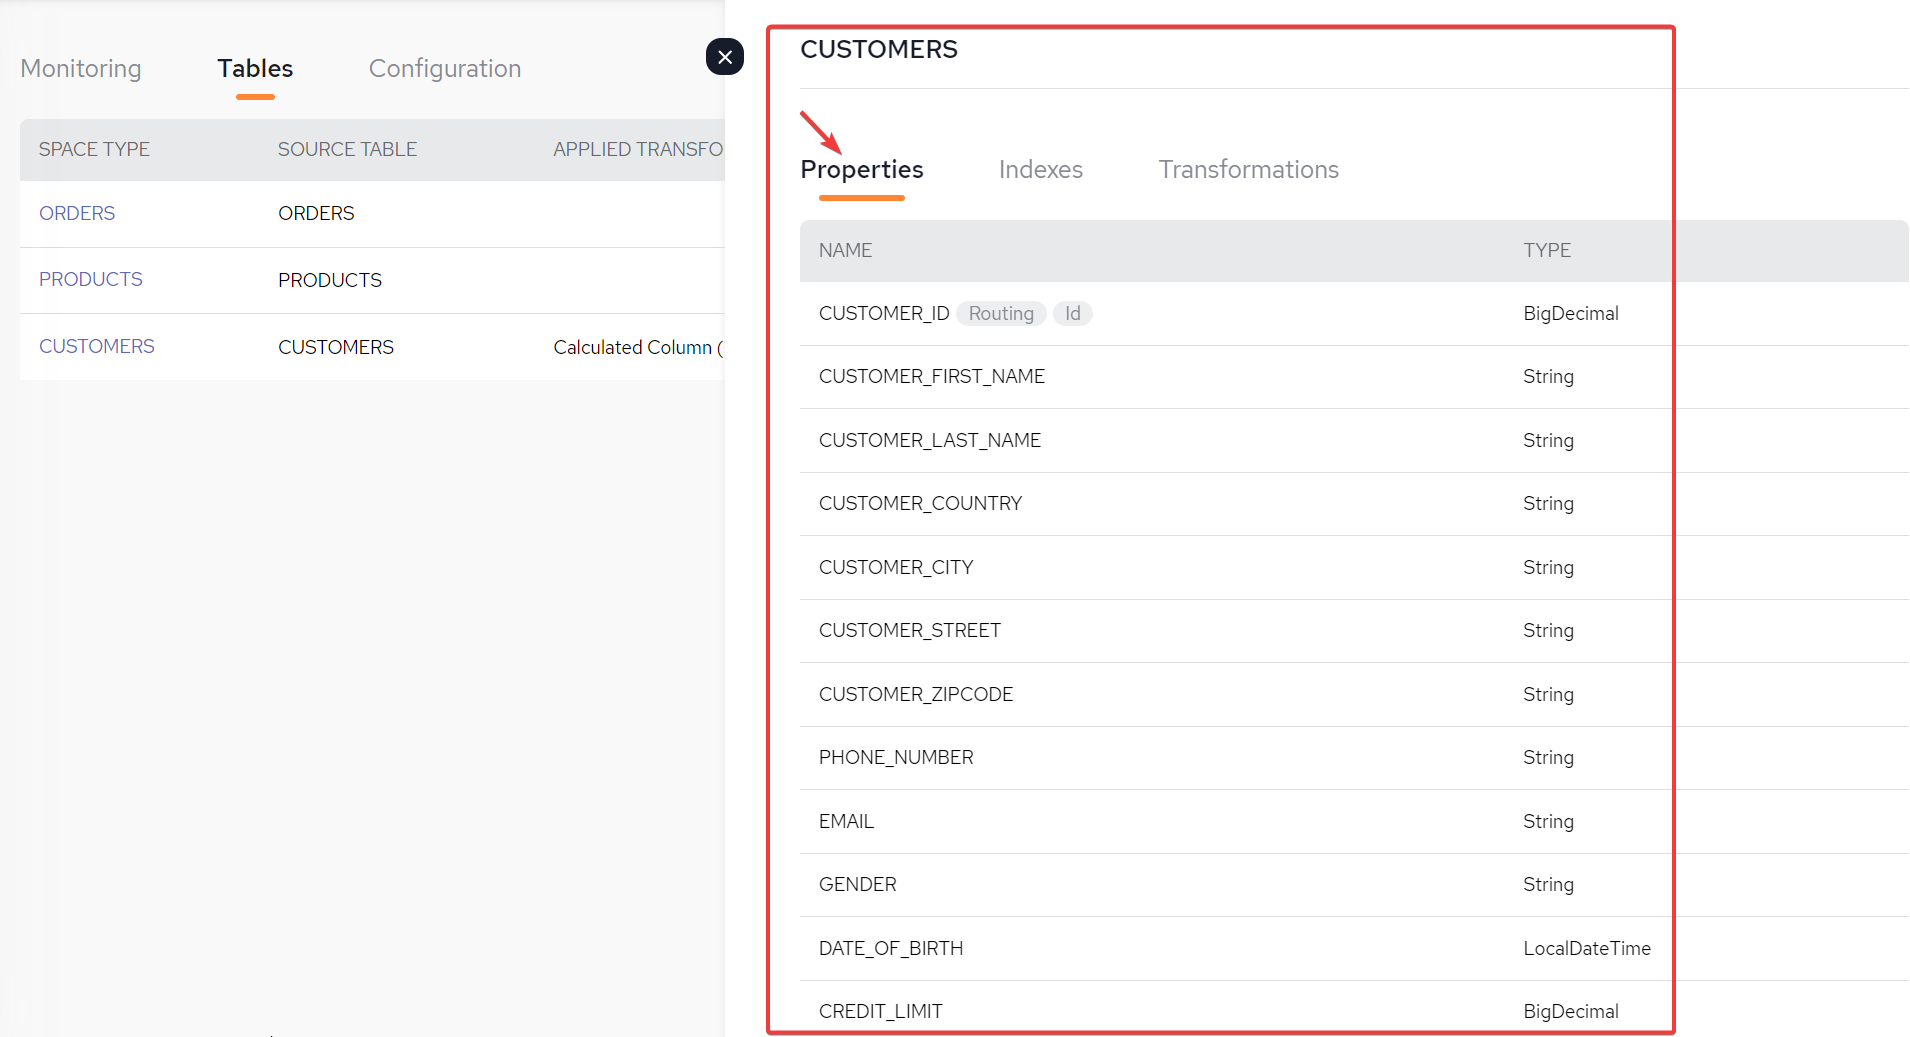 Monitoring Tables Configuration
SPACE TYPE SOURCE TABLE APPLIED TRANSFO
ORDERS ORDERS
PRODUCTS PRODUCTS
CUSTOMERS CUSTOMERS Calculated Column (
CUSTOMERS
Properties Indexes Transformations
NAME TYPE
CUSTOMER_ID Routing Id BigDecimal
CUSTOMER_FIRST_NAME String
CUSTOMER_LAST_NAME String
CUSTOMER_COUNTRY String
CUSTOMER_CITY String
CUSTOMER_STREET String
CUSTOMER_ZIPCODE String
PHONE_NUMBER String
EMAIL String
GENDER String
DATE_OF_BIRTH LocalDateTime
CREDIT_LIMIT BigDecimal